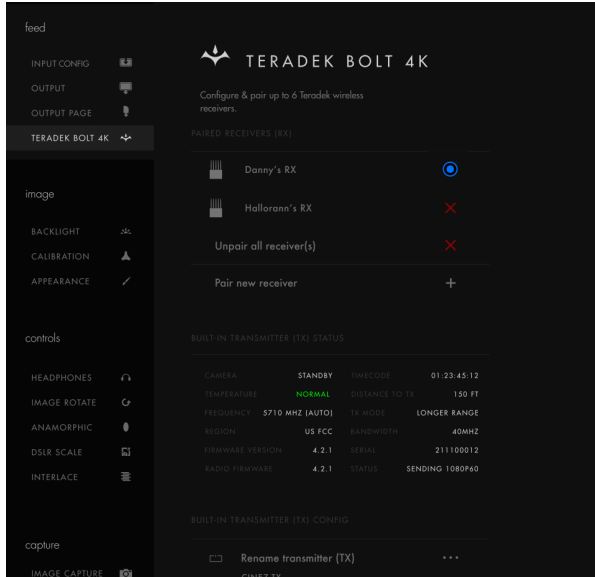 feed
INPUT CONFIG
OUTPUT
OUTPUT PAGE
TERADEK BOLT 4K
image
BACKLIGHT
CALIBRATION
APPEARANCE
controls
HEADPHONES
IMAGE ROTATE
ANAMORPHIC
DSLR SCALE
INTERLACE
capture
IMAGE CAPTURE
TERADEK BOLT 4K
Configure & pair up to 6 Teradek wireless
receivers.
PAIRED RECEIVERS (RX)
Danny's RX
Hallorann's RX
Unpair all receiver(s)
Pair new receiver
BUILT-IN TRANSMITTER (TX) STATUS
CAMERA STANDBY TIMECODE 01:23:45:12
TEMPERATURE NORMAL DISTANCE TO TX 150 FT
FREQUENCY 5710 MHZ (AUTO) TX MODE LONGER RANGE
REGION US FCC BANDWIDTH 40MHZ
FIRMWARE VERSION 4.2.1 SERIAL 211100012
RADIO FIRMWARE 4.2.1 STATUS SENDING 1080P60
BUILT-IN TRANSMITTER (TX) CONFIG
Rename transmitter (TX)